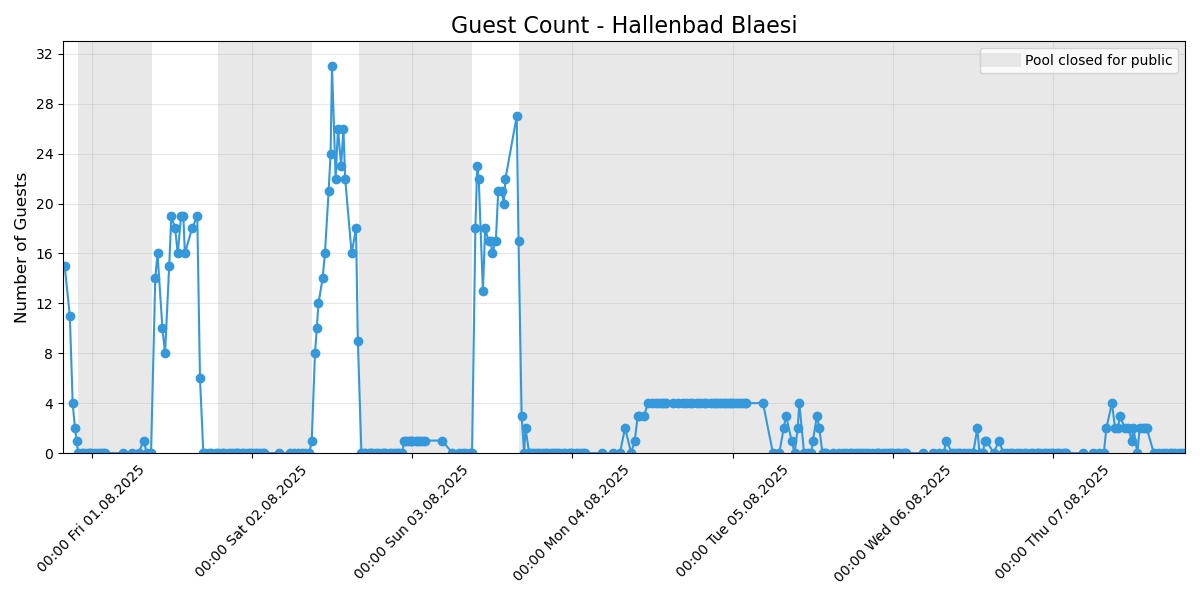 Guest Count - Hallenbad Blaesi
Pool closed for public
Number of Guests
32
28
24
20
16
12
8
4
0
00:00 Fri 01.08.2025
00:00 Sat 02.08.2025
00:00 Sun 03.08.2025
00:00 Mon 04.08.2025
00:00 Tue 05.08.2025
00:00 Wed 06.08.2025
00:00 Thu 07.08.2025